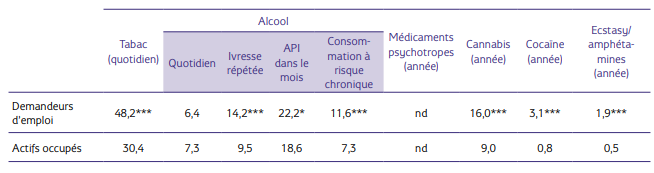 Alcool
Tabac (quotidien) | Quotidien | Ivresse répétée | API dans le mois | Consom-mation à risque chronique | Médicaments psychotropes (année) | Cannabis (année) | Cocaïne (année) | Ecstasy/ amphéta-mines (année)
Demandeurs d'emploi | 48,2*** | 6,4 | 14,2*** | 22,2* | 11,6*** | nd | 16,0*** | 3,1*** | 1,9***
Actifs occupés | 30,4 | 7,3 | 9,5 | 18,6 | 7,3 | nd | 9,0 | 0,8 | 0,5